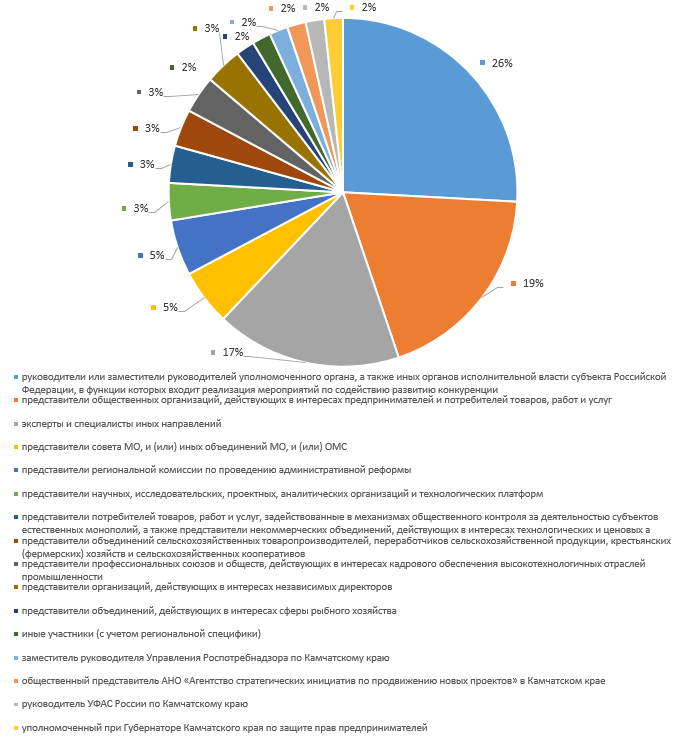 2%
2%
2%
2%
3%
2%
2%
26%
3%
3%
3%
3%
5%
19%
5%
17%
руководители или заместители руководителей уполномоченного органа, а также иных органов исполнительной власти субъекта Российской
Федерации, в функции которых входит реализация мероприятий по содействию развитию конкуренции
представители общественных организаций, действующих в интересах предпринимателей и потребителей товаров, работ и услуг
эксперты и специалисты иных направлений
представители совета МО, и (или) иных объединений МО, и (или) ОМС
представители региональной комиссии по проведению административной реформы
представители научных, исследовательских, проектных, аналитических организаций и технологических платформ
представители потребителей товаров, работ и услуг, задействованные в механизмах общественного контроля за деятельностью субъектов
естественных монополий, а также представители некоммерческих объединений, действующих в интересах технологических и ценовых а
представители объединений сельскохозяйственных товаропроизводителей, переработчиков сельскохозяйственной продукции, крестьянских
(фермерских) хозяйств и сельскохозяйственных кооперативов
представители профессиональных союзов и обществ, действующих в интересах кадрового обеспечения высокотехнологичных отраслей
промышленности
представители организаций, действующих в интересах независимых директоров
представители объединений, действующих в интересах сферы рыбного хозяйства
иные участники (с учетом региональной специфики)
заместитель руководителя Управления Роспотребнадзора по Камчатскому краю
общественный представитель АНО «Агентство стратегических инициатив по продвижению новых проектов» в Камчатском крае
руководитель УФАС России по Камчатскому краю
уполномоченный при Губернаторе Камчатского края по защите прав предпринимателей